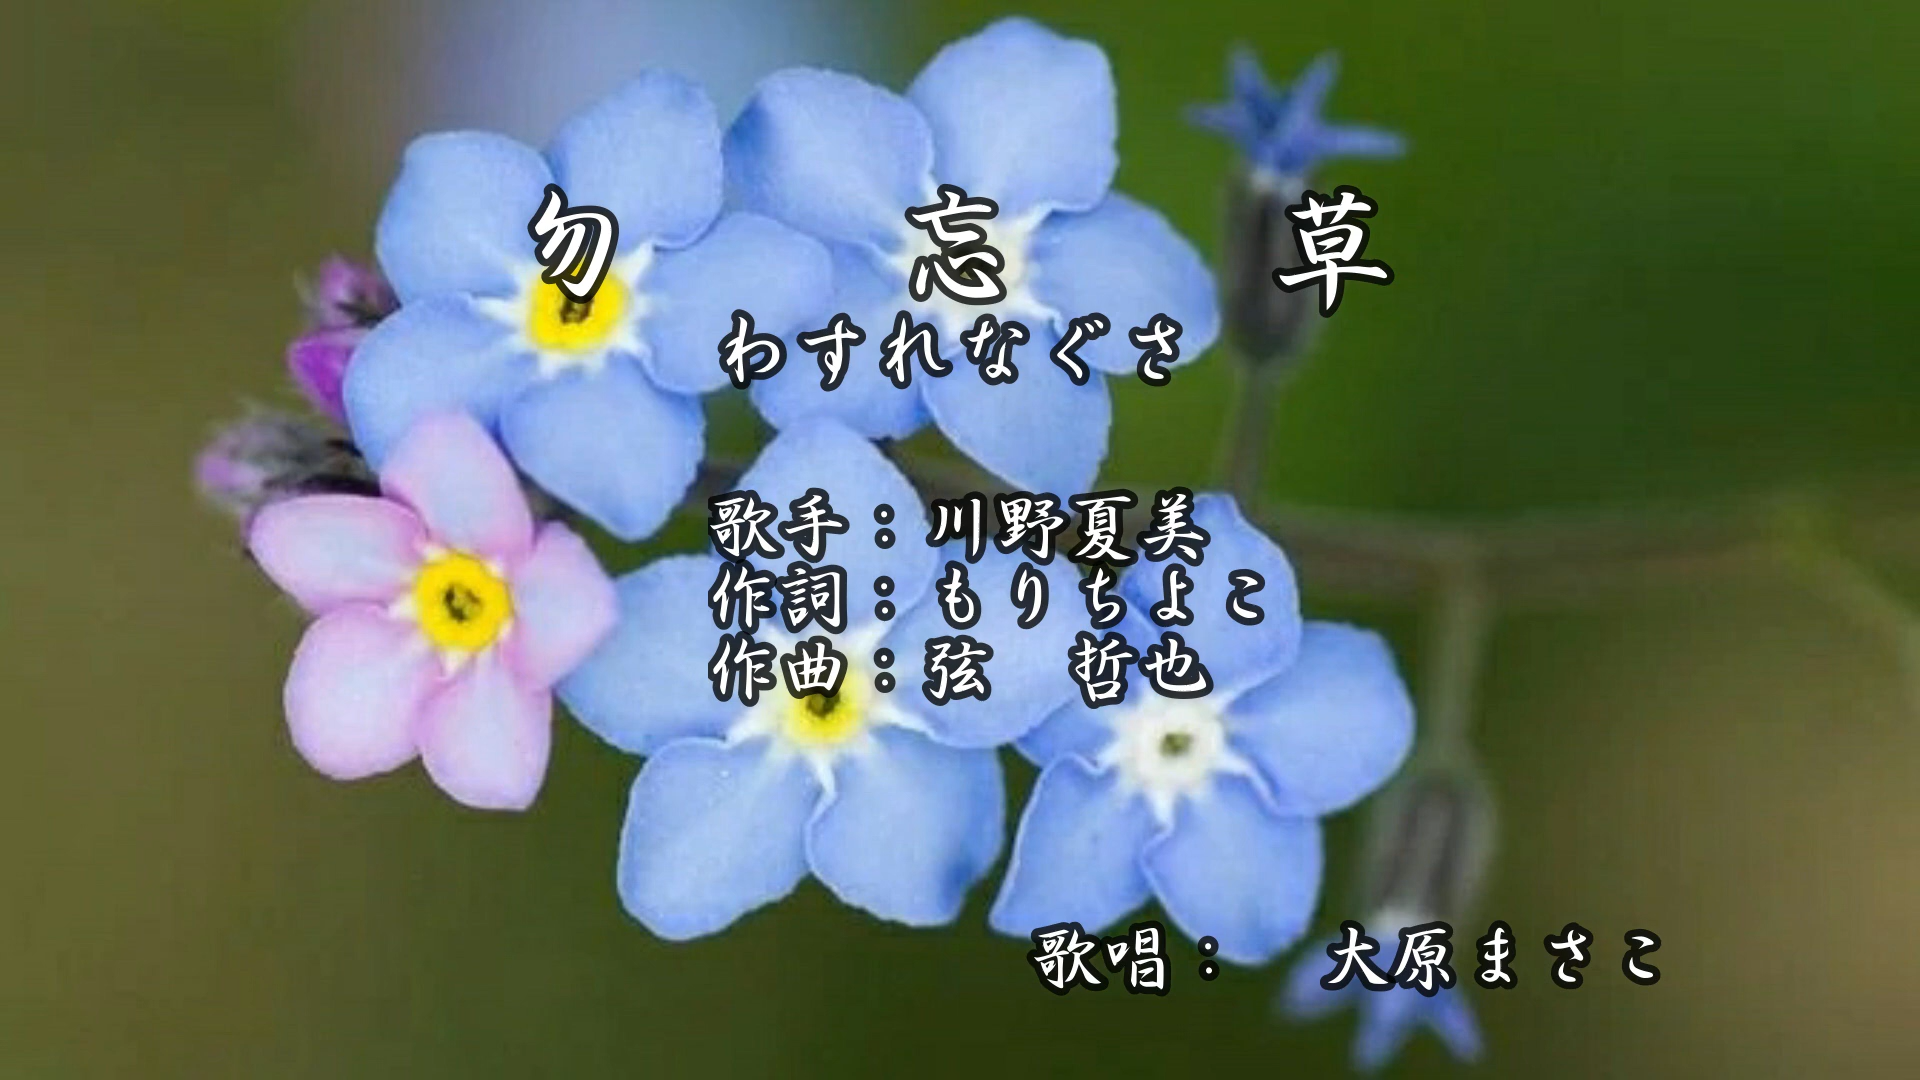 勿 忘 草
わすれなぐさ
歌手：川野夏美
作詞：もりちよこ
作曲：弦 哲也
歌唱： 大原まさこ